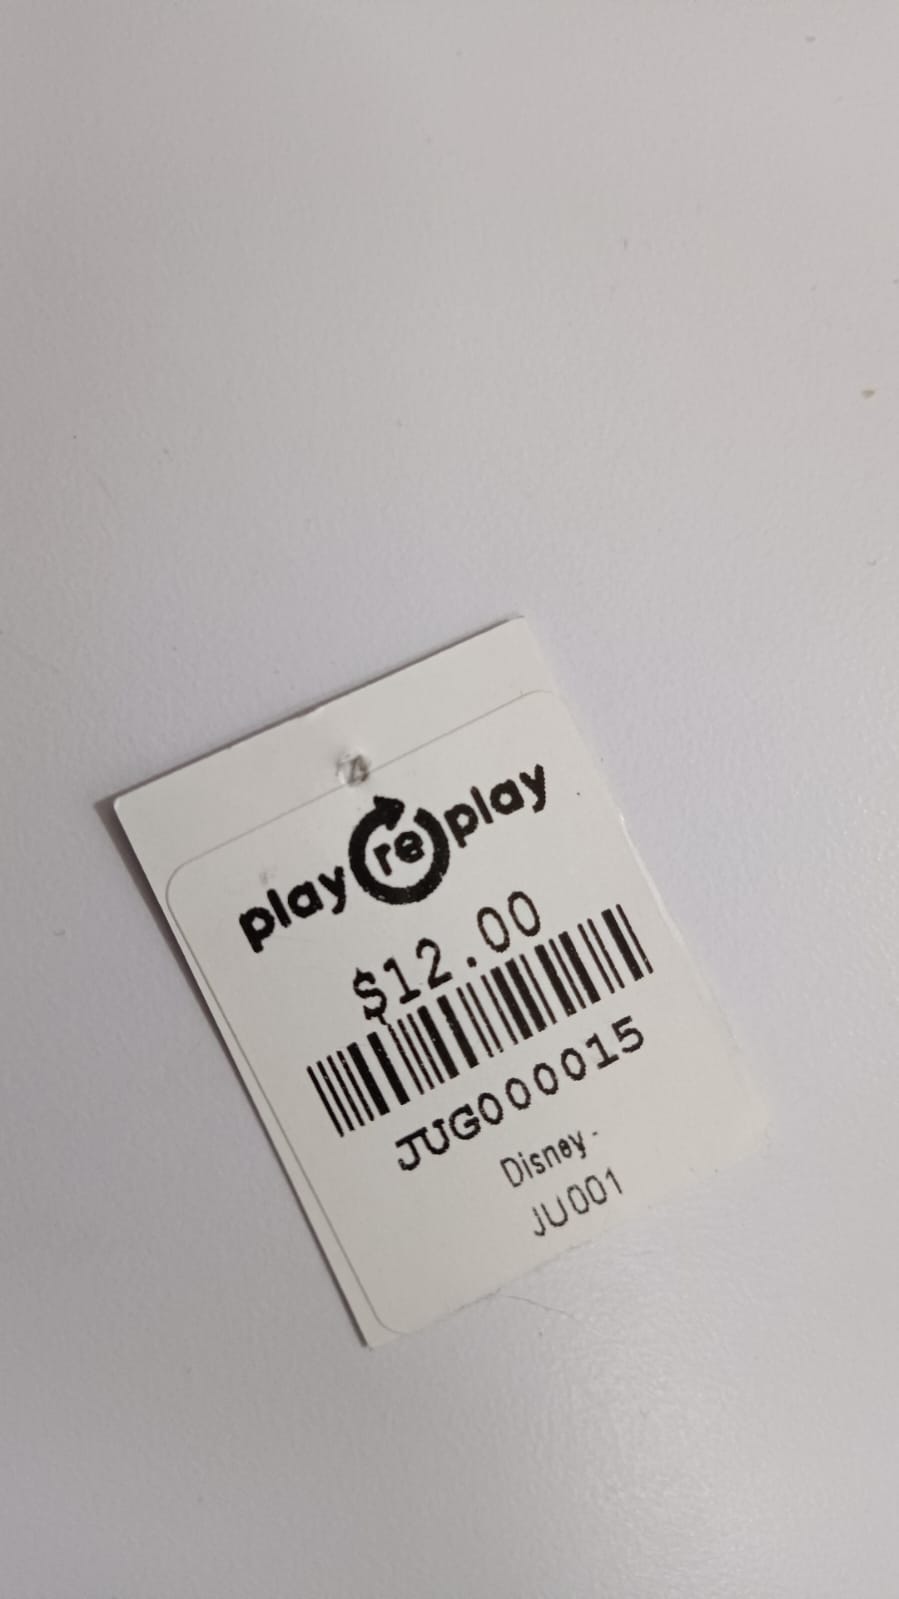 play re play
$12.00
JUG000015
Disney -
JU001